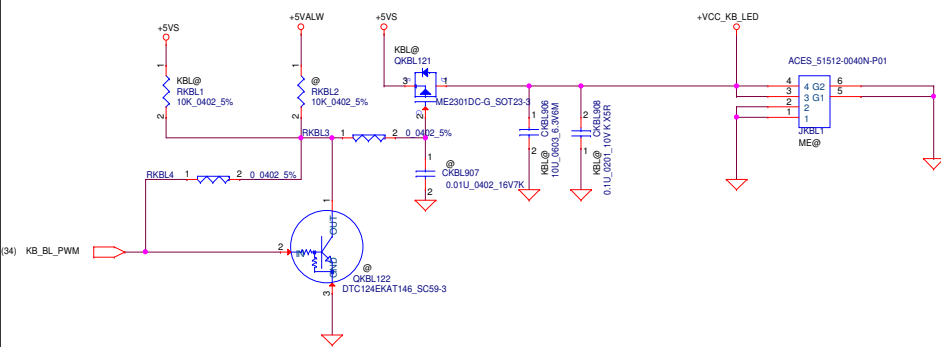 +5VS
+5VALW
+5VS
+VCC_KB_LED
KBL@
QKBL121
ACES_51512-0040N-P01
1
KBL@
RKBL1
10K_0402_5%
2
1
@
RKBL2
10K_0402_5%
2
3
1
2
ME2301DC-G_SOT23-3
4
3
2
1
4 G2
3 G1
2
1
6
5
JKBL1
ME@
RKBL3
1
2
0_0402_5%
1
@
CKBL907
0.01U_0402_16V7K
2
1
2
KBL@
CKBL906
10U_0603_6.3V6M
2
1
KBL@
CKBL908
0.1U_0201_10V K X5R
RKBL4
1
2
0_0402_5%
(34)
KB_BL_PWM
2
1
OUT
IN
GND
3
@
QKBL122
DTC124EKAT146_SC59-3